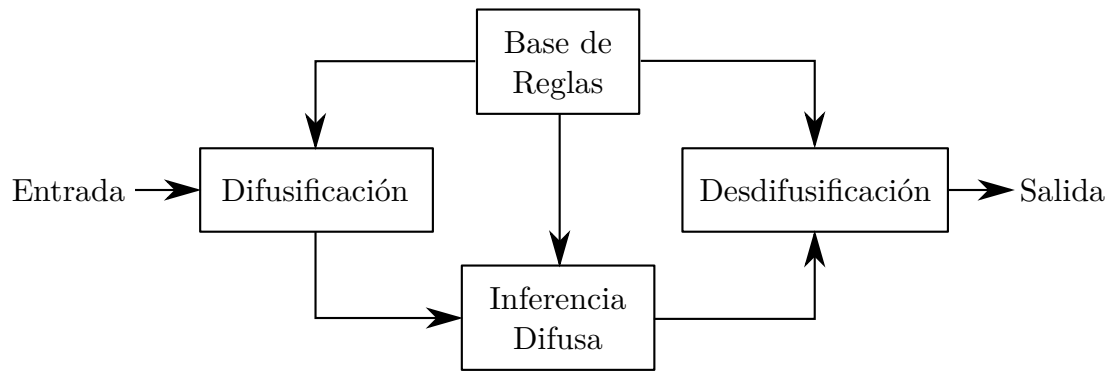 Base de
Reglas
Entrada
Difusificación
Desdifusificación
Salida
Inferencia
Difusa